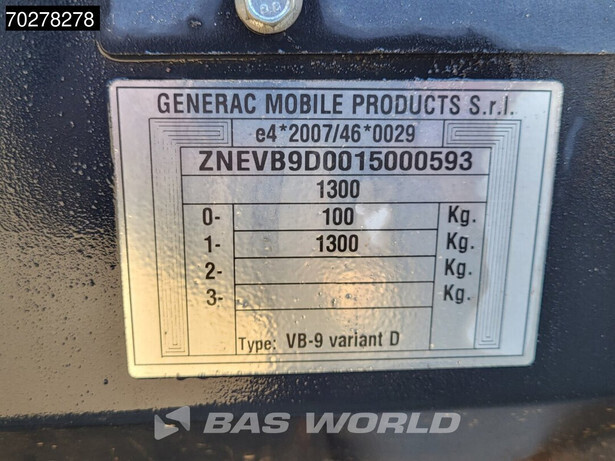 70278278
GENERAC MOBILE PRODUCTS S.r.l.
e4*2007/46*0029
ZNEVB9D0015000593
1300
0- 100 Kg.
1- 1300 Kg.
2- Kg.
3- Kg.
Type: VB-9 variant D
BAS WORLD